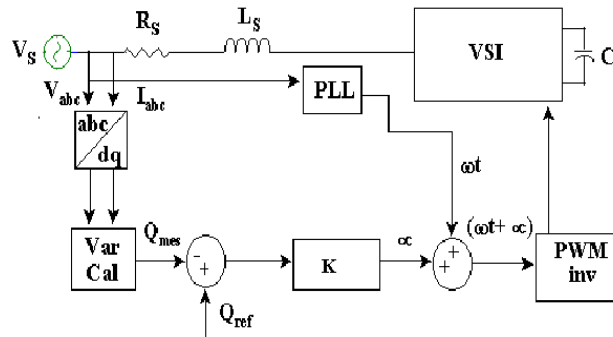 R_S
L_S
V_S
VSI
C
V_abc
I_abc
PLL
abc
dq
ωt
Var
Cal
Q_mes
-
+
K
∝
+
+
(ωt+ ∝)
PWM
inv
Q_ref